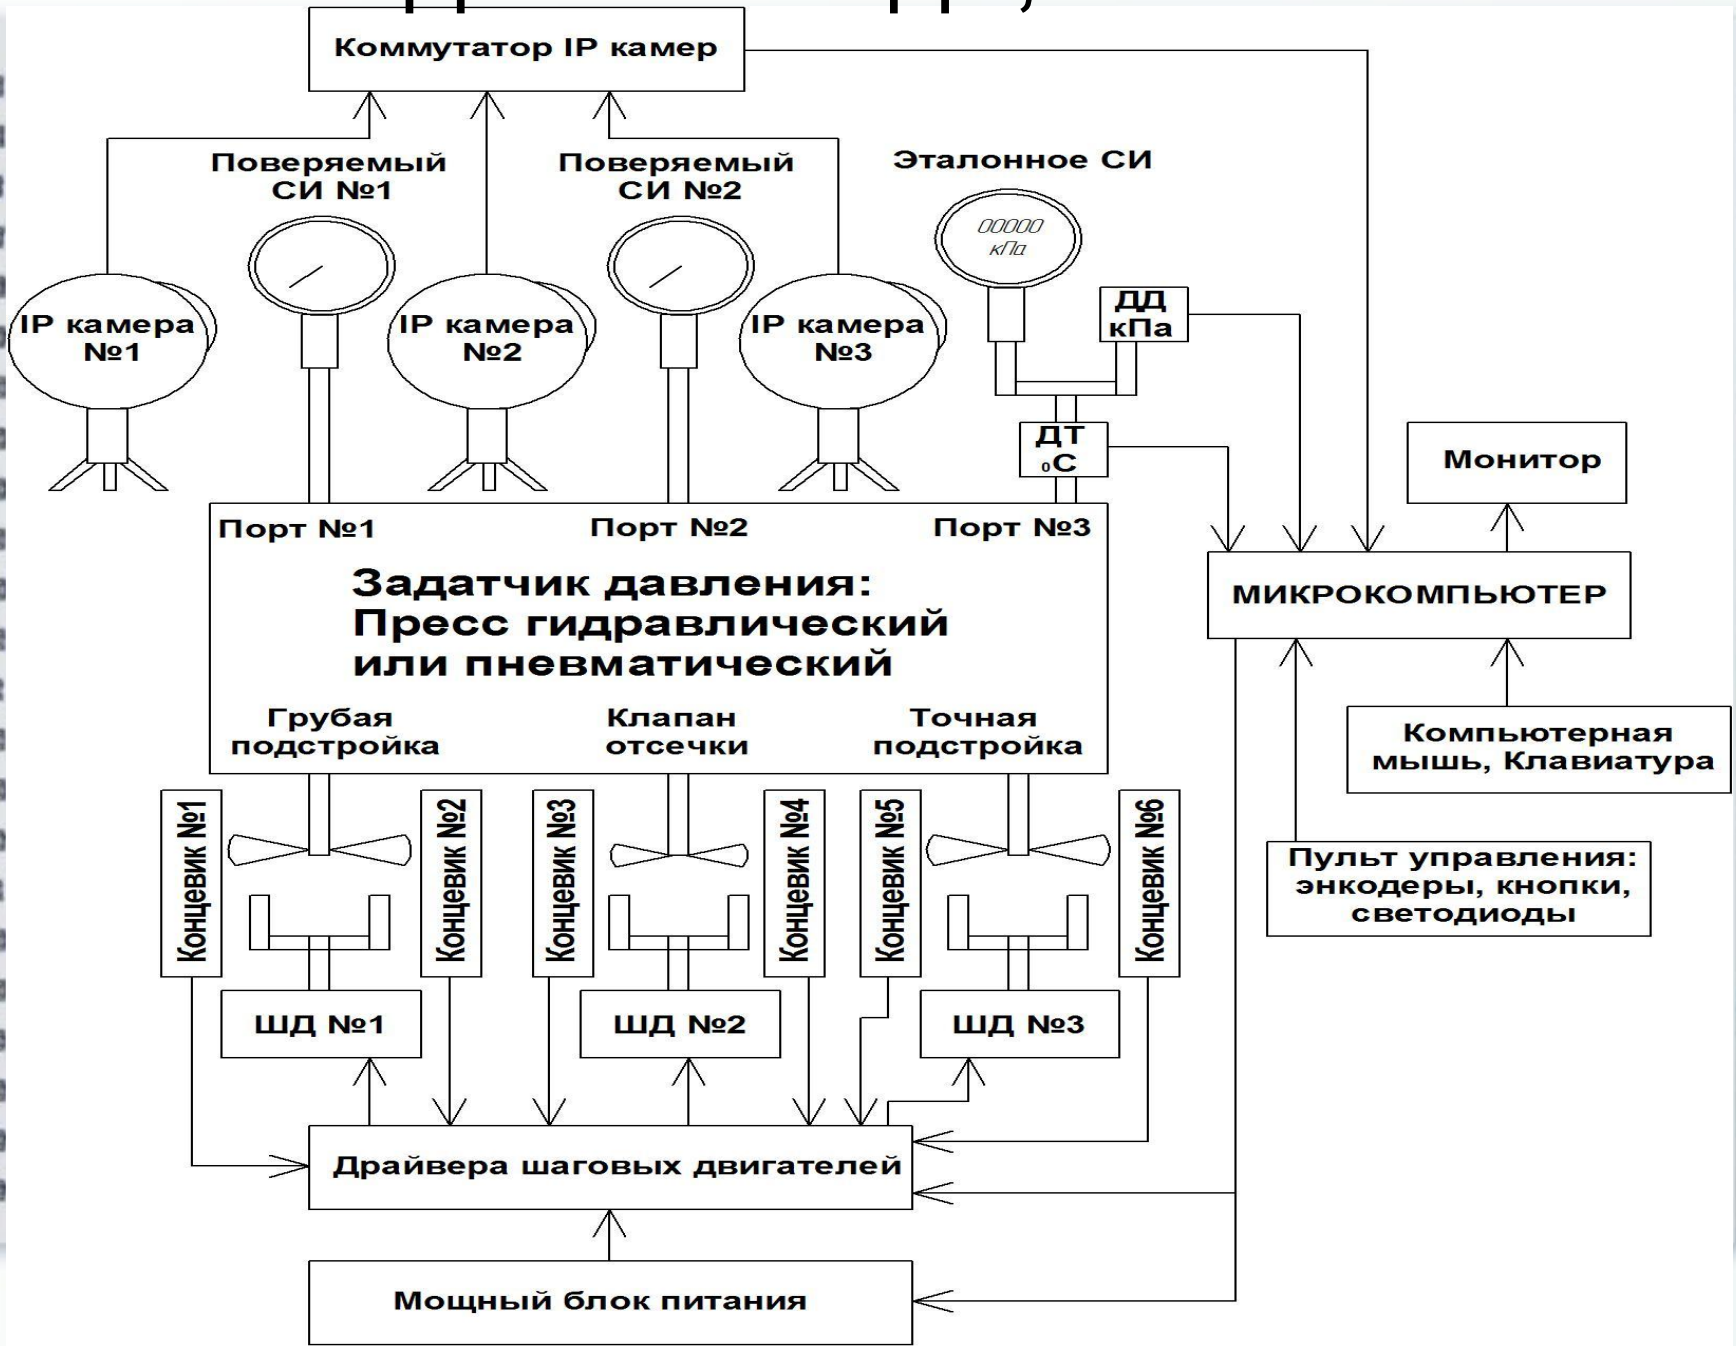 Коммутатор IP камер
Поверяемый
СИ №1
Поверяемый
СИ №2
Эталонное СИ
00000
кПа
IP камера
№1
IP камера
№2
IP камера
№3
ДД
кПа
ДТ
⁰С
Монитор
Порт №1
Порт №2
Порт №3
Задатчик давления:
Пресс гидравлический
или пневматический
МИКРОКОМПЬЮТЕР
Грубая
подстройка
Клапан
отсечки
Точная
подстройка
Компьютерная
мышь, Клавиатура
Пульт управления:
энкодеры, кнопки,
светодиоды
Концевик №1
Концевик №2
Концевик №3
Концевик №4
Концевик №5
Концевик №6
ШД №1
ШД №2
ШД №3
Драйвера шаговых двигателей
Мощный блок питания